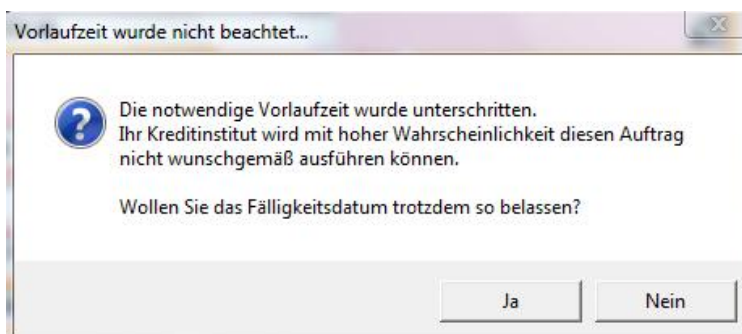 Vorlaufzeit wurde nicht beachtet...
Die notwendige Vorlaufzeit wurde unterschritten.
Ihr Kreditinstitut wird mit hoher Wahrscheinlichkeit diesen Auftrag
nicht wunschgemäß ausführen können.
Wollen Sie das Fälligkeitsdatum trotzdem so belassen?
Ja Nein